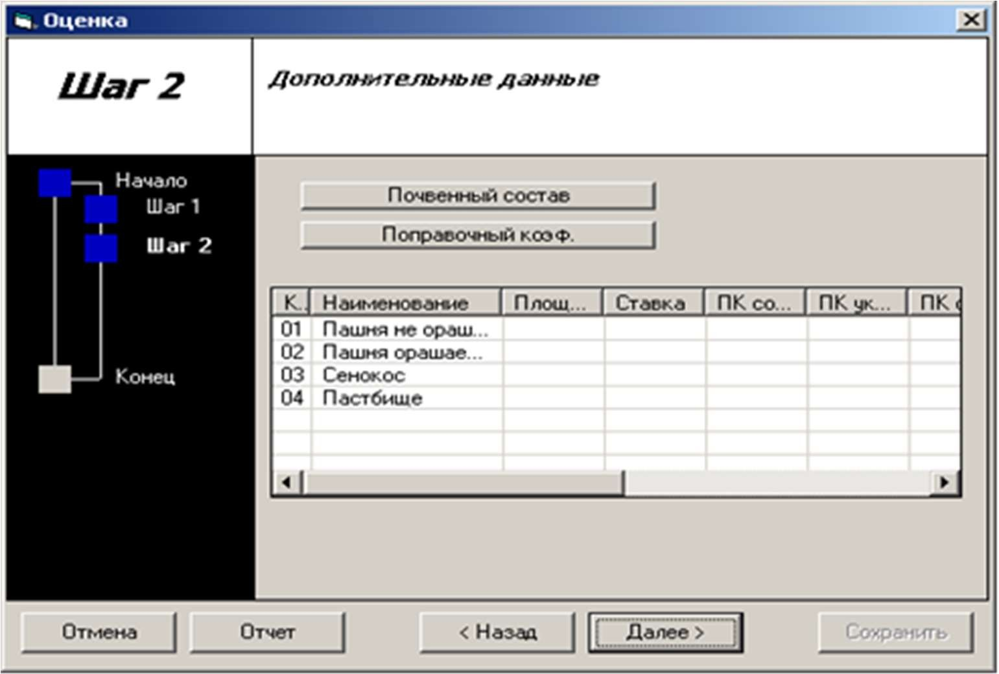 Оценка
Шаг 2
Дополнительные данные
Начало
Шаг 1
Шаг 2
Конец
Почвенный состав
Поправочный коэф.
К.. Наименование Площ... Ставка ПК со... ПК ук... ПК
01 Пашня не ораш...
02 Пашня орашае...
03 Сенокос
04 Пастбище
Отмена Отчет < Назад Далее > Сохранить